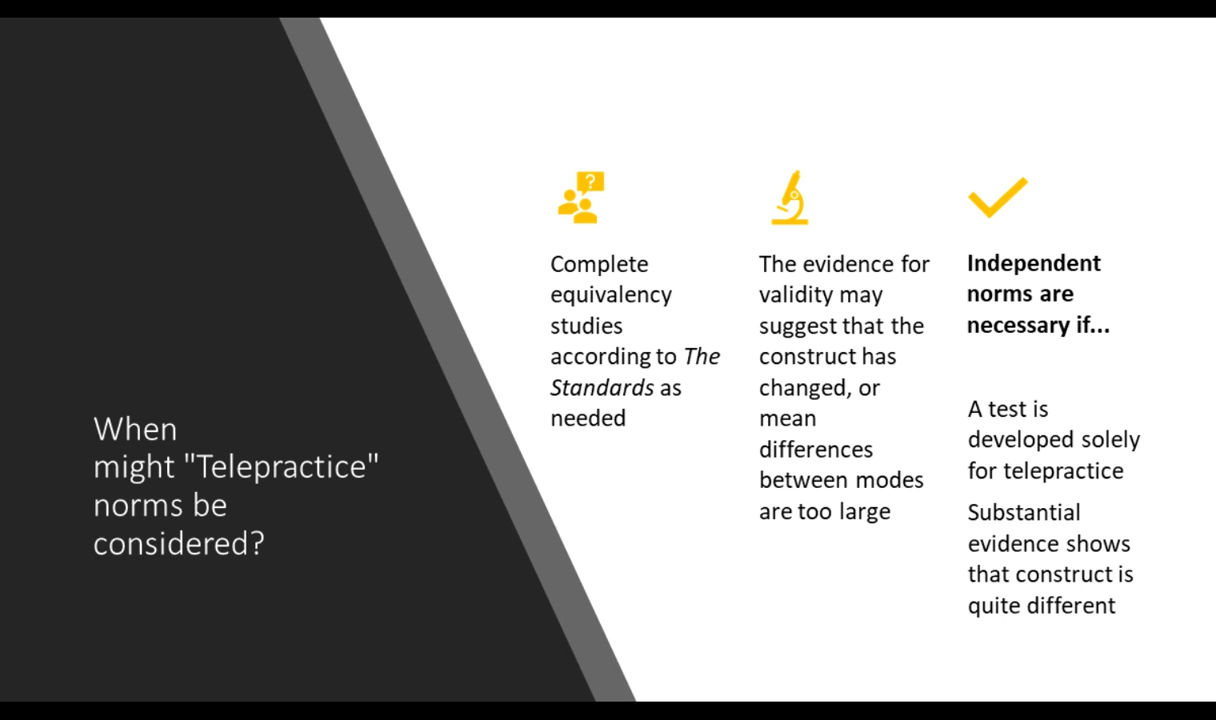 When
might "Telepractice"
norms be
considered?
?
Complete
equivalency
studies
according to The
Standards as
needed
The evidence for
validity may
suggest that the
construct has
changed, or
mean
differences
between modes
are too large
Independent
norms are
necessary if...
A test is
developed solely
for telepractice
Substantial
evidence shows
that construct is
quite different